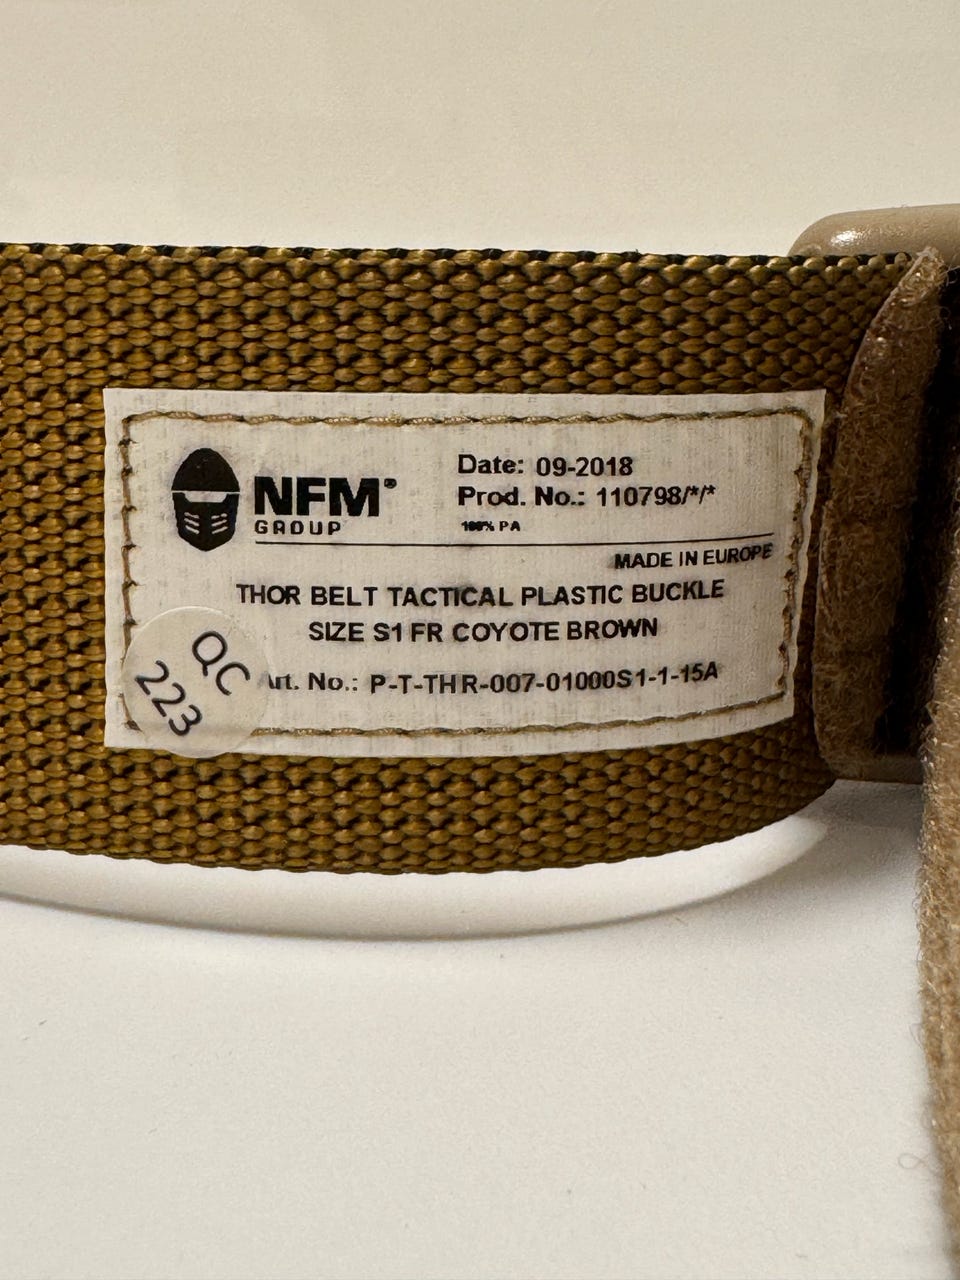 NFM®
GROUP
Date: 09-2018
Prod. No.: 110798/*/*
100% PA
MADE IN EUROPE
THOR BELT TACTICAL PLASTIC BUCKLE
SIZE S1 FR COYOTE BROWN
Art. No.: P-T-THR-007-01000S1-1-15A
QC
223